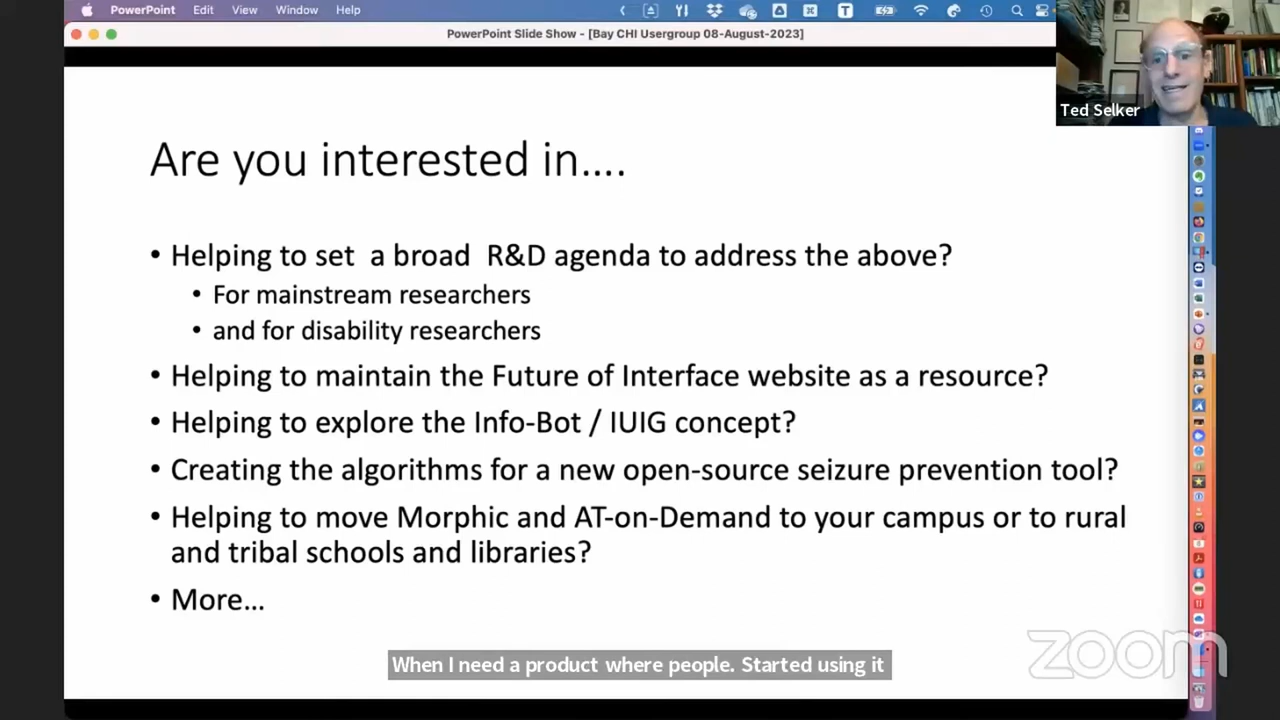 PowerPoint Edit View Window Help
PowerPoint Slide Show - [Bay CHI Usergroup 08-August-2023]
Ted Selker
Are you interested in....
• Helping to set a broad R&D agenda to address the above?
• For mainstream researchers
• and for disability researchers
• Helping to maintain the Future of Interface website as a resource?
• Helping to explore the Info-Bot / IUIG concept?
• Creating the algorithms for a new open-source seizure prevention tool?
• Helping to move Morphic and AT-on-Demand to your campus or to rural
and tribal schools and libraries?
• More...
When I need a product where people. Started using it
zoom